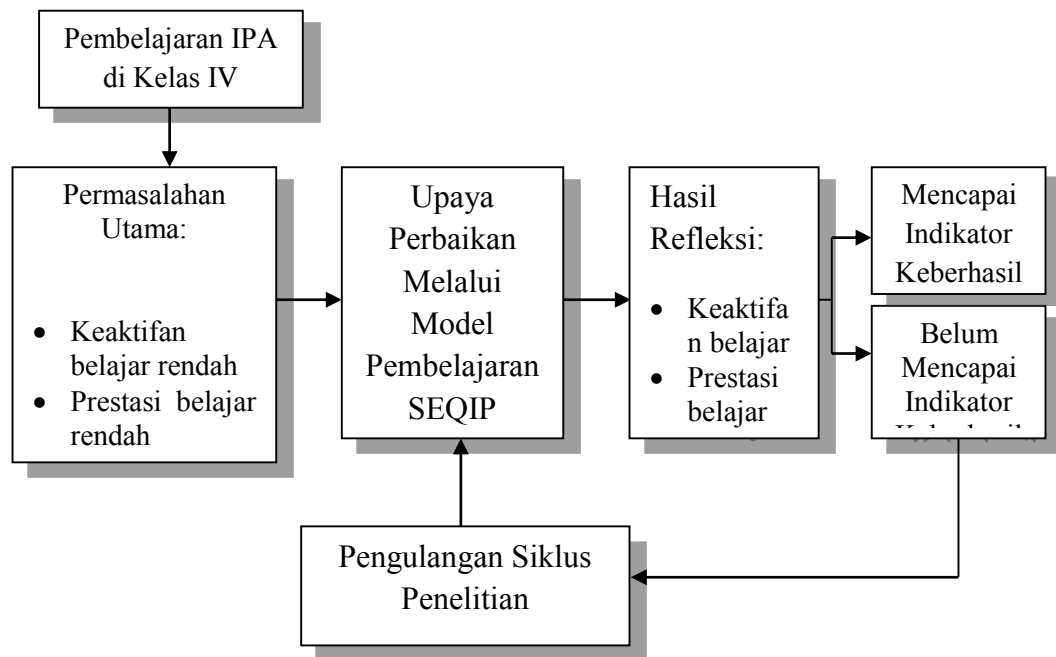 Pembelajaran IPA
di Kelas IV
Permasalahan
Utama:
• Keaktifan
belajar rendah
• Prestasi belajar
rendah
Upaya
Perbaikan
Melalui
Model
Pembelajaran
SEQIP
Hasil
Refleksi:
• Keaktifa
n belajar
• Prestasi
belajar
Mencapai
Indikator
Keberhasil
Belum
Mencapai
Indikator
Pengulangan Siklus
Penelitian